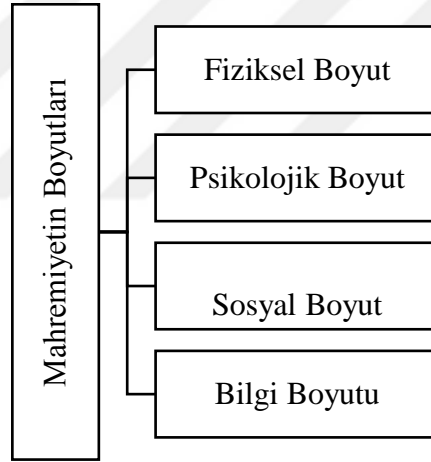 Mahremiyetin Boyutları
Fiziksel Boyut
Psikolojik Boyut
Sosyal Boyut
Bilgi Boyutu